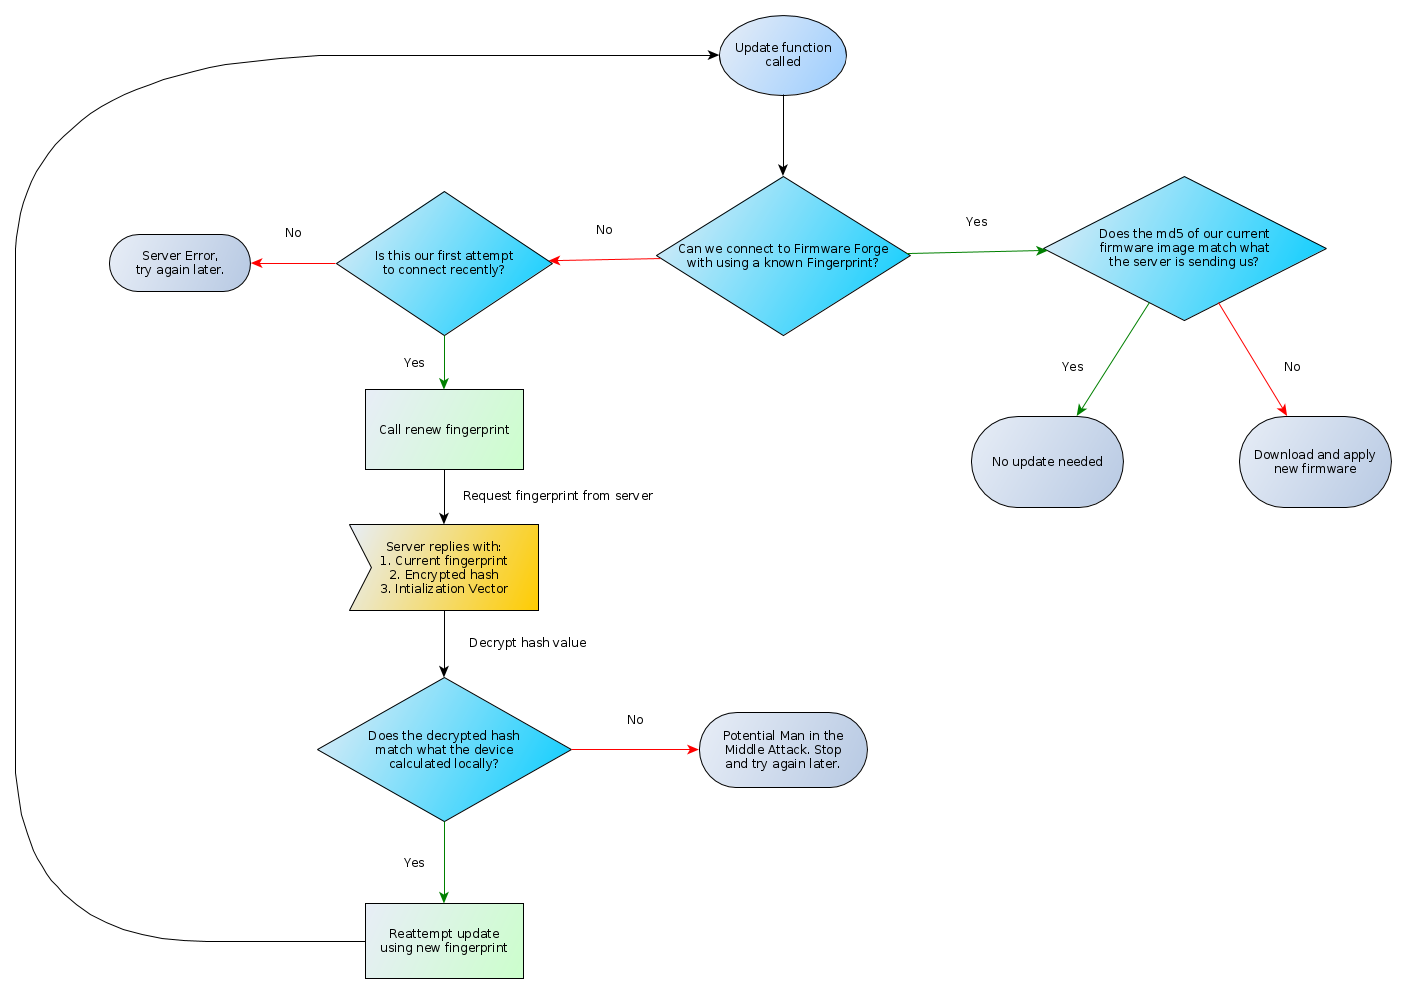 Update function
called
Can we connect to Firmware Forge
with using a known Fingerprint?
Yes
Does the md5 of our current
firmware image match what
the server is sending us?
Yes
No update needed
No
Download and apply
new firmware
No
Is this our first attempt
to connect recently?
No
Server Error,
try again later.
Yes
Call renew fingerprint
Request fingerprint from server
Server replies with:
1. Current fingerprint
2. Encrypted hash
3. Intialization Vector
Decrypt hash value
Does the decrypted hash
match what the device
calculated locally?
No
Potential Man in the
Middle Attack. Stop
and try again later.
Yes
Reattempt update
using new fingerprint